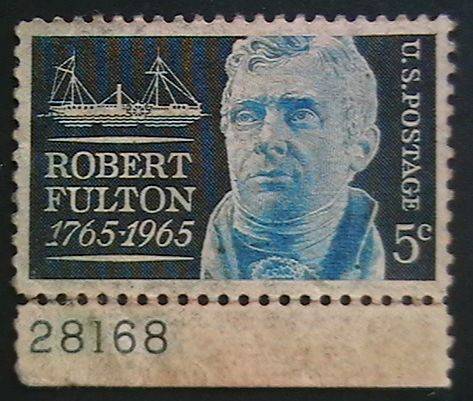 ROBERT
FULTON
1765-1965
U.S.POSTAGE
5c
28168